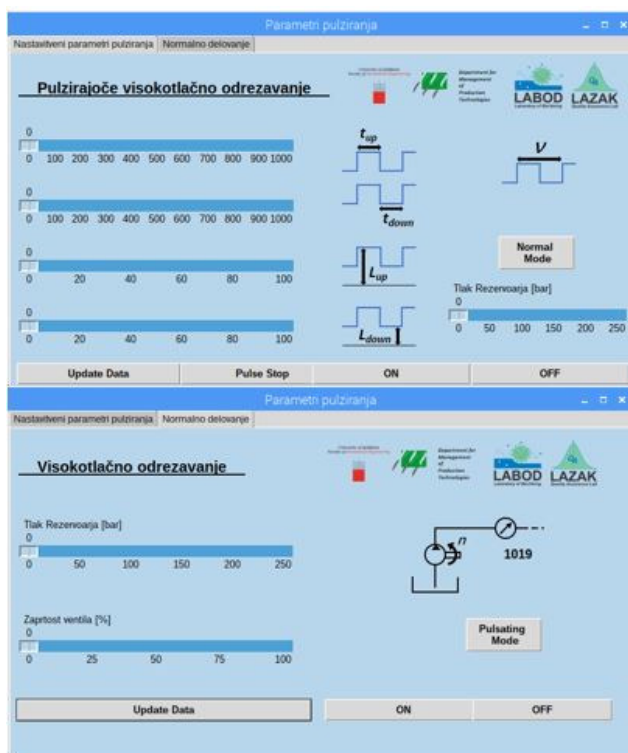 Parametri pulziranja
Nastavitveni parametri pulziranja Normalno delovanje
Pulzirajoče visokotlačno odrezavanje
Department for
Management
of
Production
Technologies
LABOD LAZAK
0
0 100 200 300 400 500 600 700 800 900 1000
0
0 100 200 300 400 500 600 700 800 900 1000
0
0 20 40 60 80 100
0
0 20 40 60 80 100
t_up
t_down
L_up
L_down
ν
Normal
Mode
Tlak Rezervoarja [bar]
0
0 50 100 150 200 250
Update Data Pulse Stop ON OFF
Parametri pulziranja
Nastavitveni parametri pulziranja Normalno delovanje
Visokotlačno odrezavanje
Department for
Management
of
Production
Technologies
LABOD LAZAK
Tlak Rezervoarja [bar]
0
0 50 100 150 200 250
Zaprtost ventila [%]
0
0 25 50 75 100
n
1019
Pulsating
Mode
Update Data ON OFF